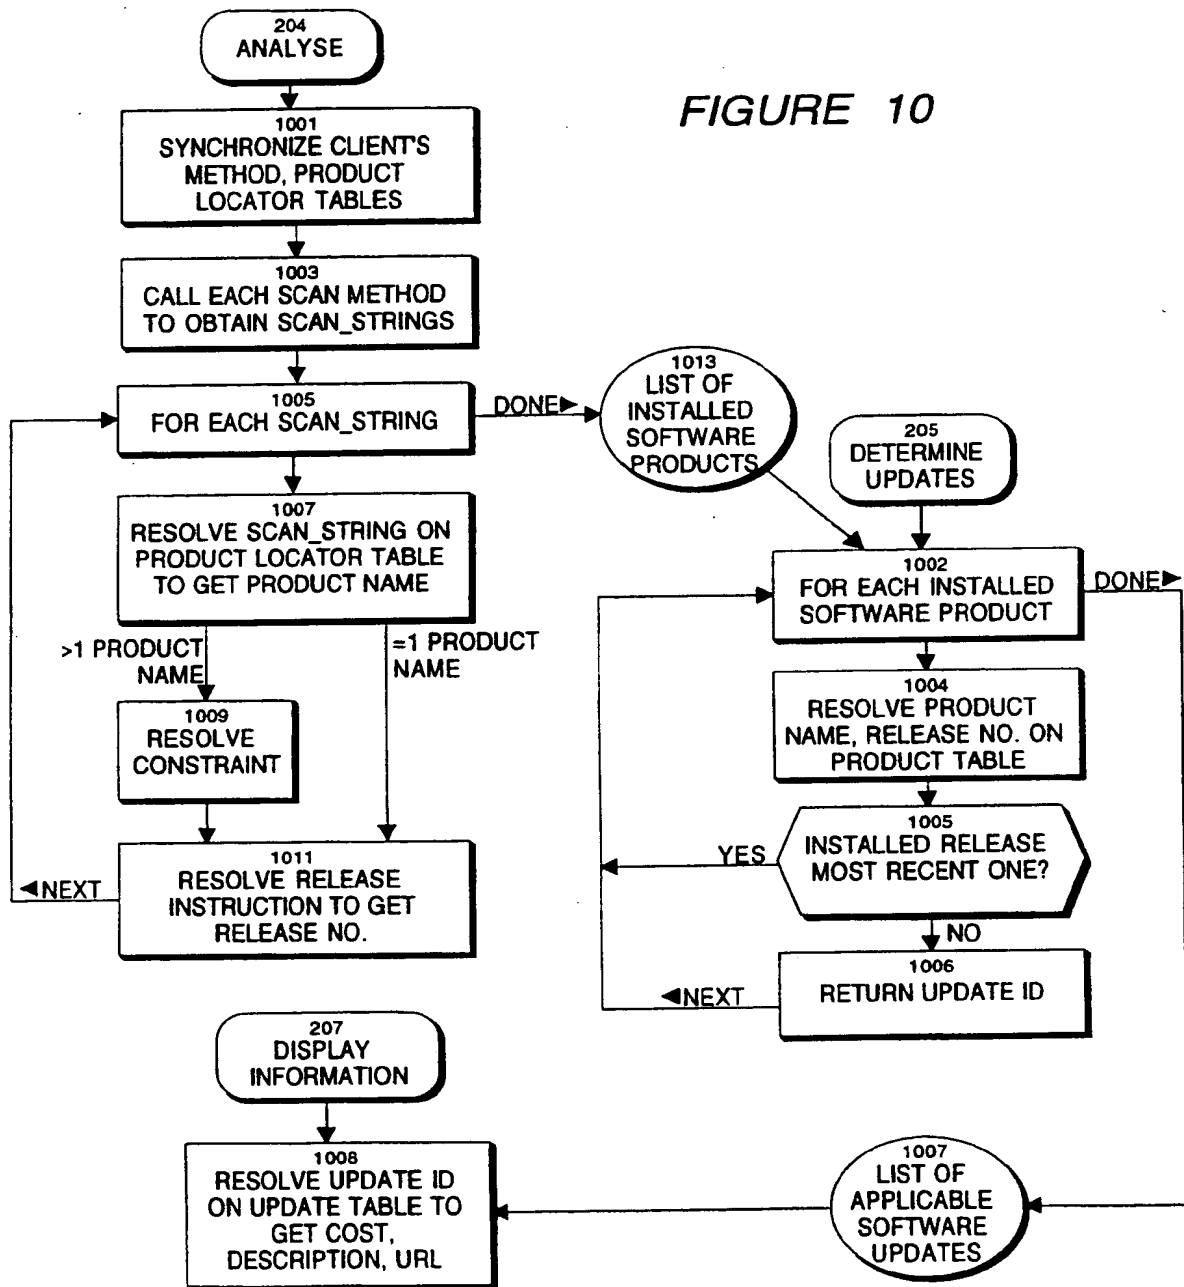 FIGURE 10
204
ANALYSE
1001
SYNCHRONIZE CLIENT'S
METHOD, PRODUCT
LOCATOR TABLES
1003
CALL EACH SCAN METHOD
TO OBTAIN SCAN_STRINGS
1005
FOR EACH SCAN_STRING
DONE
1007
RESOLVE SCAN_STRING ON
PRODUCT LOCATOR TABLE
TO GET PRODUCT NAME
>1 PRODUCT
NAME
=1 PRODUCT
NAME
1009
RESOLVE
CONSTRAINT
1011
RESOLVE RELEASE
INSTRUCTION TO GET
RELEASE NO.
NEXT
1013
LIST OF
INSTALLED
SOFTWARE
PRODUCTS
205
DETERMINE
UPDATES
1002
FOR EACH INSTALLED
SOFTWARE PRODUCT
DONE
1004
RESOLVE PRODUCT
NAME, RELEASE NO. ON
PRODUCT TABLE
1005
INSTALLED RELEASE
MOST RECENT ONE?
YES
NO
1006
RETURN UPDATE ID
NEXT
207
DISPLAY
INFORMATION
1008
RESOLVE UPDATE ID
ON UPDATE TABLE TO
GET COST,
DESCRIPTION, URL
1007
LIST OF
APPLICABLE
SOFTWARE
UPDATES